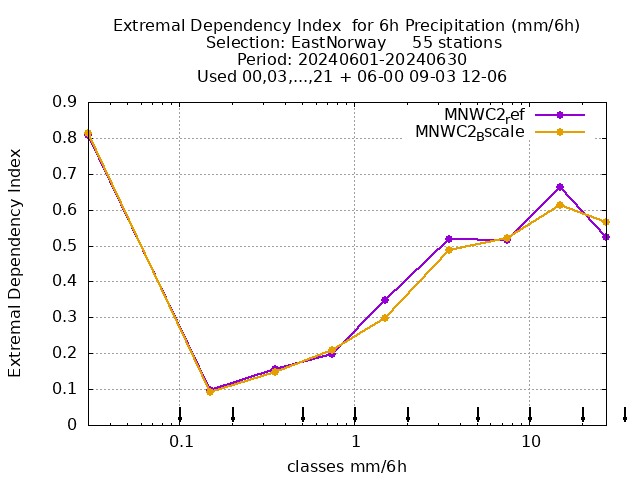 Extremal Dependency Index  for 6h Precipitation (mm/6h)
Selection: EastNorway     55 stations
Period: 20240601-20240630
Used 00,03,...,21 + 06-00 09-03 12-06
MNWC2ref
MNWC2Bscale
Extremal Dependency Index
0.9
0.8
0.7
0.6
0.5
0.4
0.3
0.2
0.1
0
0.1 1 10
classes mm/6h